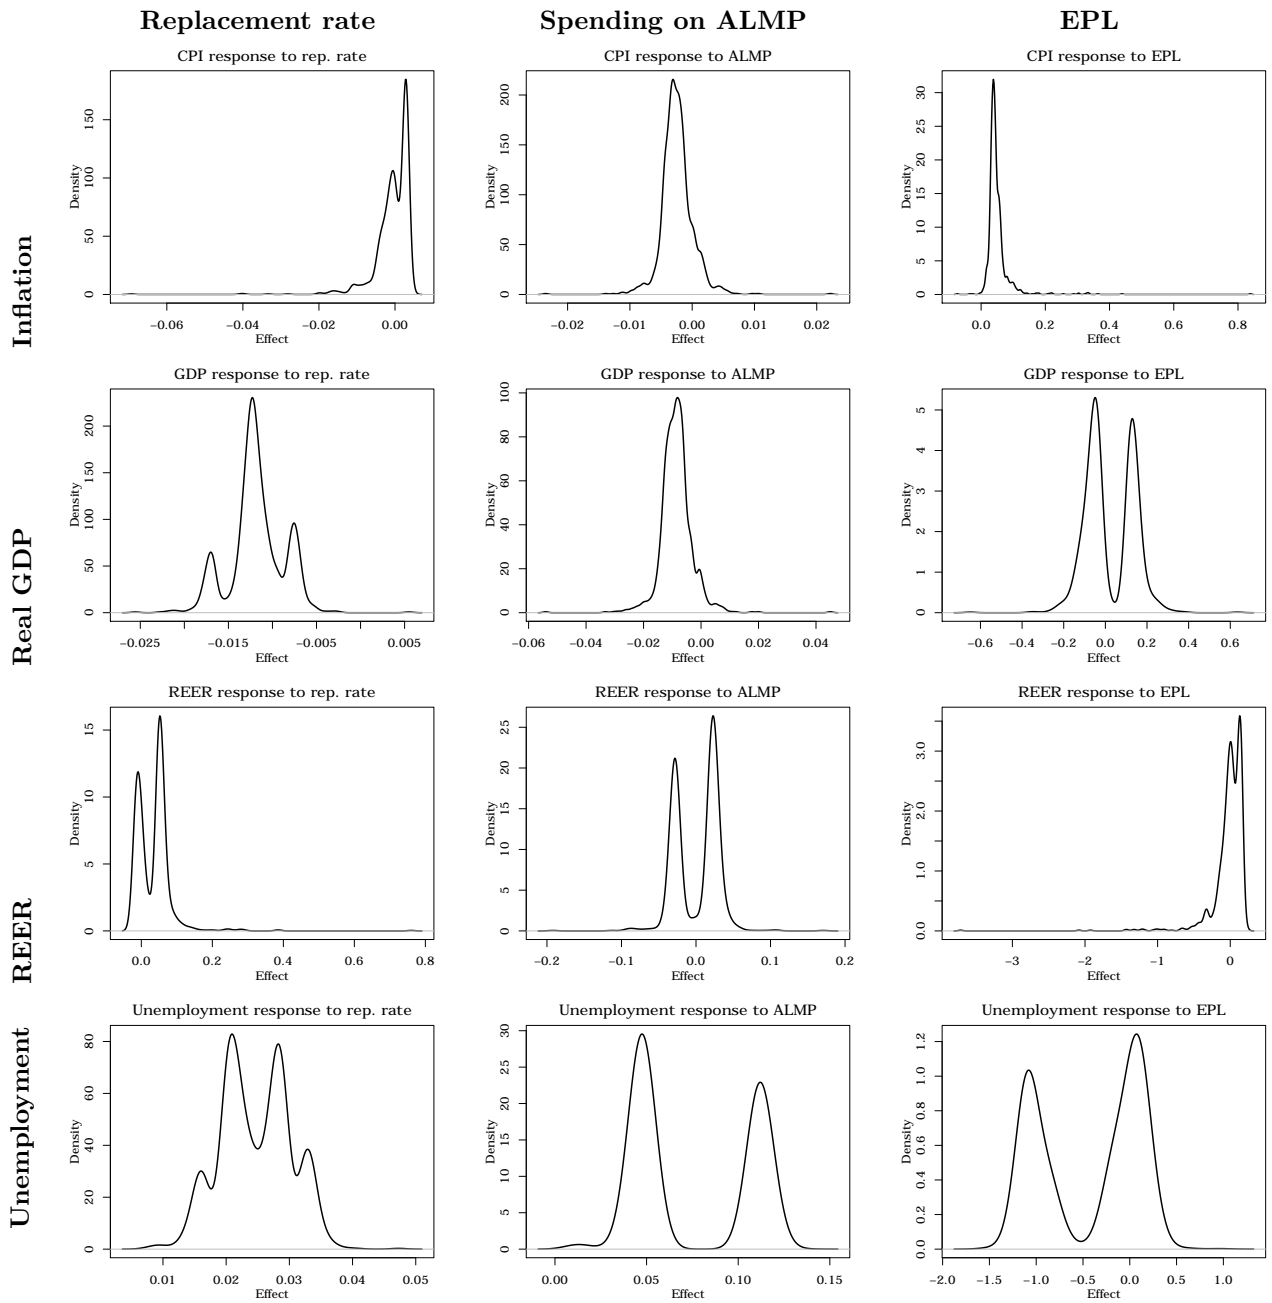 Replacement rate
Spending on ALMP
EPL
Inflation
CPI response to rep. rate
Density
0 50 100 150
−0.06 −0.04 −0.02 0.00
Effect
CPI response to ALMP
Density
0 50 100 150 200
−0.02 −0.01 0.00 0.01 0.02
Effect
CPI response to EPL
Density
0 5 10 15 20 25 30
0.0 0.2 0.4 0.6 0.8
Effect
Real GDP
GDP response to rep. rate
Density
0 50 100 150 200
−0.025 −0.015 −0.005 0.005
Effect
GDP response to ALMP
Density
0 20 40 60 80 100
−0.06 −0.04 −0.02 0.00 0.02 0.04
Effect
GDP response to EPL
Density
0 1 2 3 4 5
−0.6 −0.4 −0.2 0.0 0.2 0.4 0.6
Effect
REER
REER response to rep. rate
Density
0 5 10 15
0.0 0.2 0.4 0.6 0.8
Effect
REER response to ALMP
Density
0 5 10 15 20 25
−0.2 −0.1 0.0 0.1 0.2
Effect
REER response to EPL
Density
0.0 1.0 2.0 3.0
−3 −2 −1 0
Effect
Unemployment
Unemployment response to rep. rate
Density
0 20 40 60 80
0.01 0.02 0.03 0.04 0.05
Effect
Unemployment response to ALMP
Density
0 5 10 15 20 25 30
0.00 0.05 0.10 0.15
Effect
Unemployment response to EPL
Density
0.0 0.2 0.4 0.6 0.8 1.0 1.2
−2.0 −1.5 −1.0 −0.5 0.0 0.5 1.0
Effect